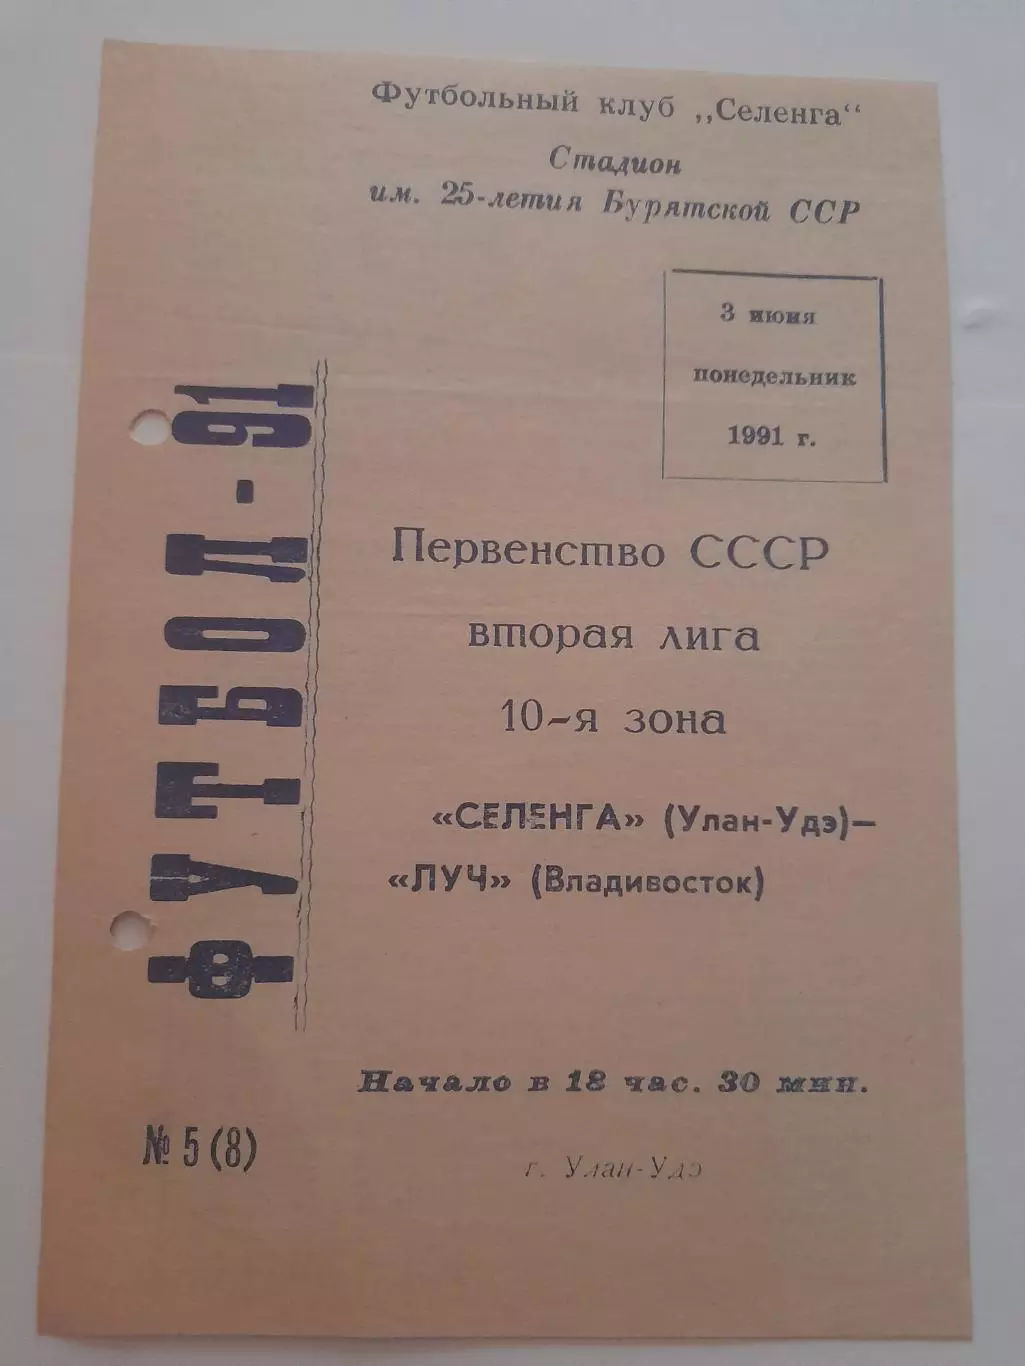 Футбольный клуб „Селенга“
Стадион
им. 25-летия Бурятской ССР
3 июня
понедельник
1991 г.
ФУТБОЛ-91
Первенство СССР
вторая лига
10-я зона
«СЕЛЕНГА» (Улан-Удэ)—
«ЛУЧ» (Владивосток)
Начало в 18 час. 30 мин.
№ 5 (8)
г. Улан-Удэ